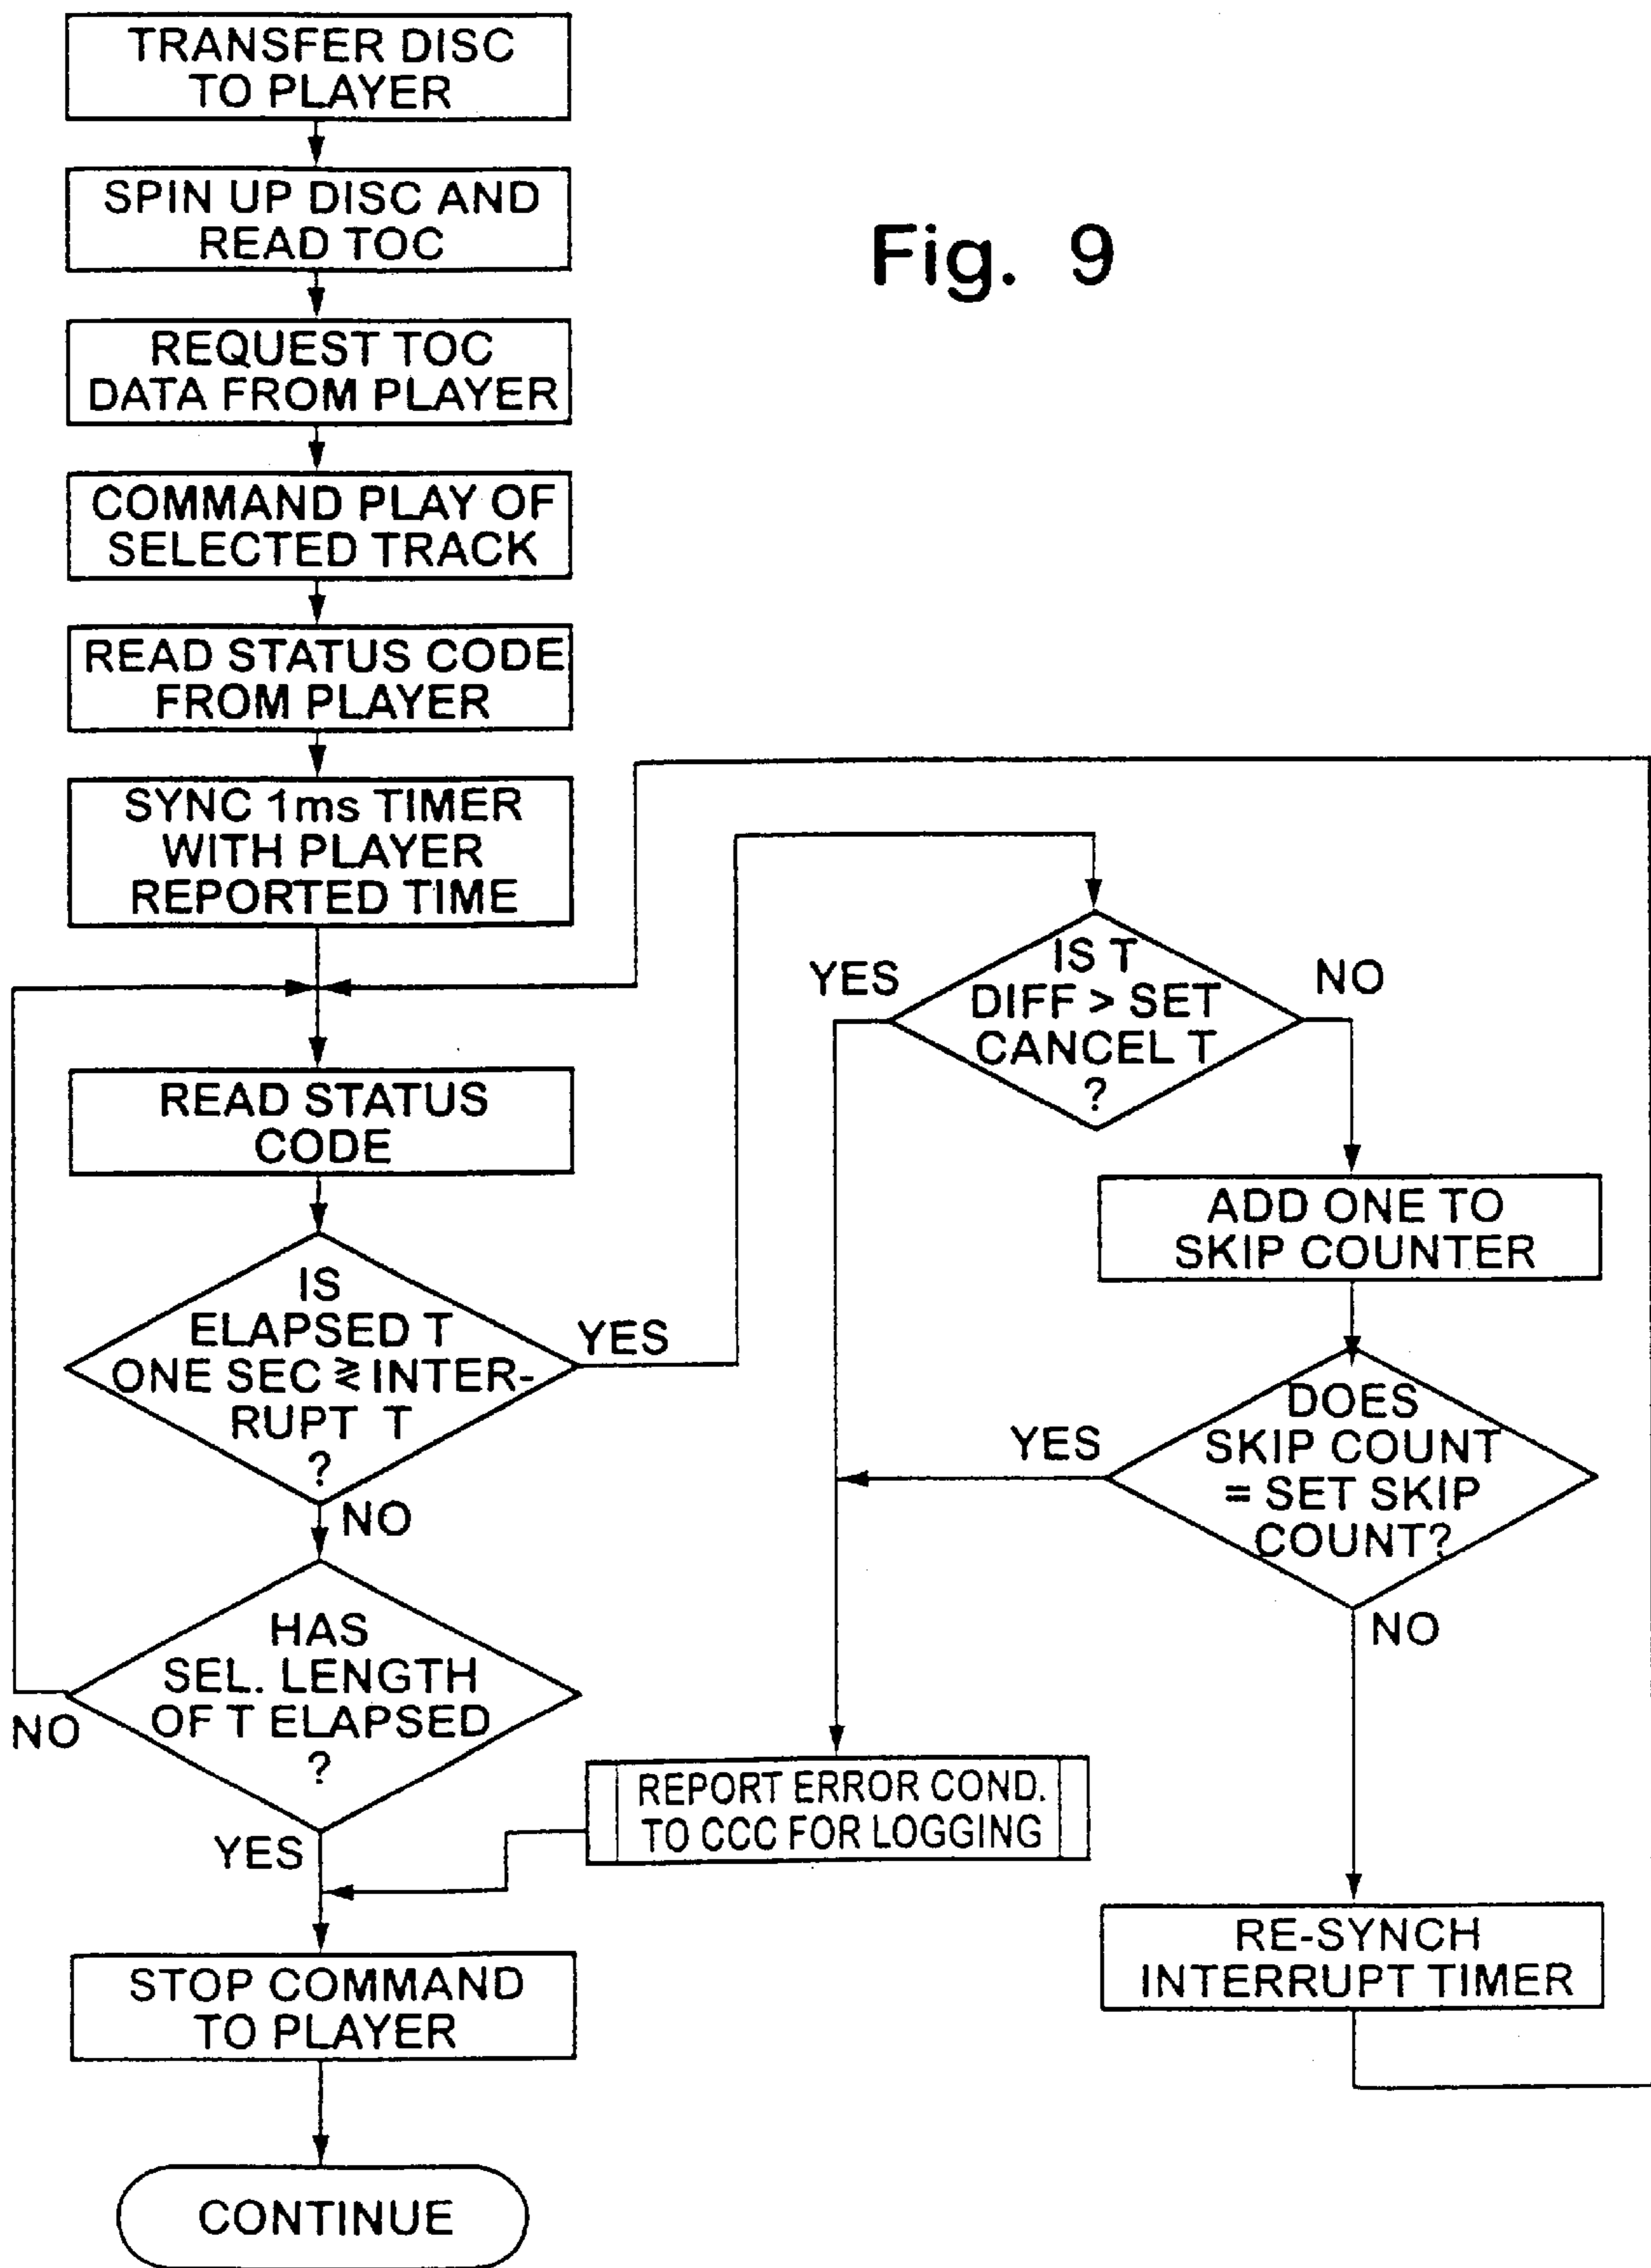 TRANSFER DISC
TO PLAYER
SPIN UP DISC AND
READ TOC
Fig. 9
REQUEST TOC
DATA FROM PLAYER
COMMAND PLAY OF
SELECTED TRACK
READ STATUS CODE
FROM PLAYER
SYNC 1ms TIMER
WITH PLAYER
REPORTED TIME
READ STATUS
CODE
IS
ELAPSED T
ONE SEC ≷ INTER-
RUPT T
?
YES
NO
HAS
SEL. LENGTH
OF T ELAPSED
?
NO
YES
IS T
DIFF > SET
CANCEL T
?
YES
NO
ADD ONE TO
SKIP COUNTER
DOES
SKIP COUNT
= SET SKIP
COUNT?
YES
NO
REPORT ERROR COND.
TO CCC FOR LOGGING
RE-SYNCH
INTERRUPT TIMER
STOP COMMAND
TO PLAYER
CONTINUE